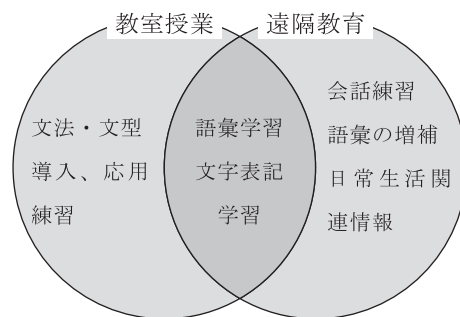 教室授業
遠隔教育
文法・文型
導入、応用
練習
語彙学習
文字表記
学習
会話練習
語彙の増補
日常生活関
連情報